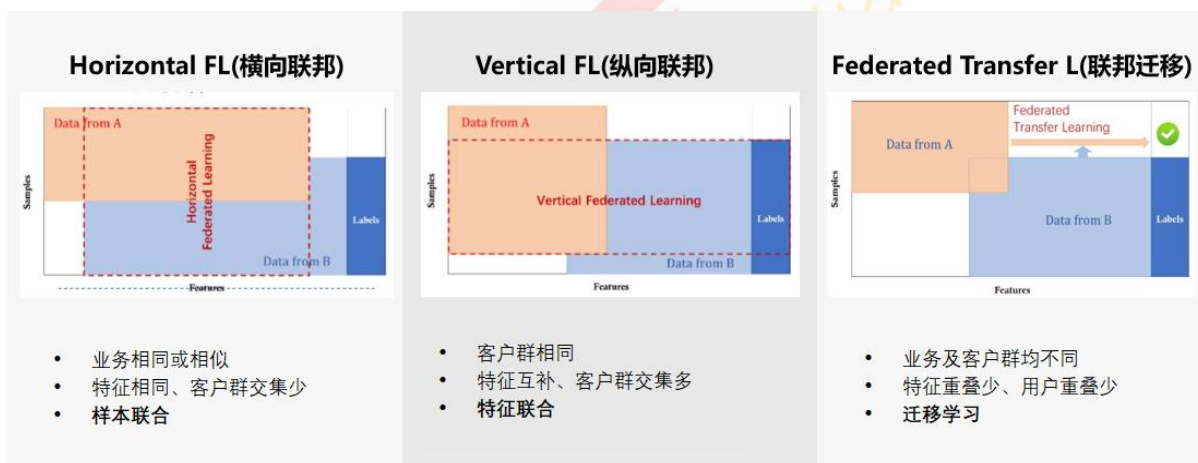 Horizontal FL(横向联邦)
Data from A
Horizontal
Federated Learning
Samples
Labels
Data from B
Features
• 业务相同或相似
• 特征相同、客户群交集少
• 样本联合
Vertical FL(纵向联邦)
Data from A
Samples
Vertical Federated Learning
Labels
Data from B
Features
• 客户群相同
• 特征互补、客户群交集多
• 特征联合
Federated Transfer L(联邦迁移)
Federated
Transfer Learning
Data from A
Samples
Data from B
Labels
Features
• 业务及客户群均不同
• 特征重叠少、用户重叠少
• 迁移学习